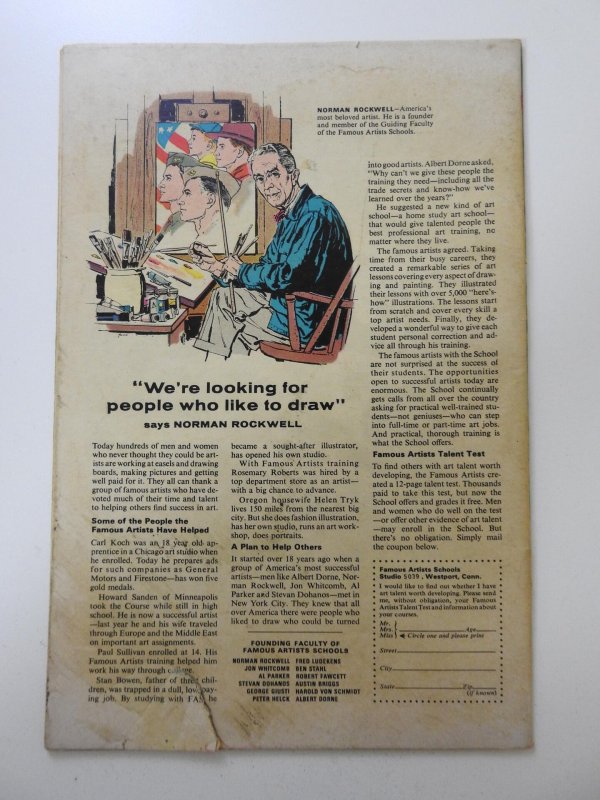 NORMAN ROCKWELL—America's
most beloved artist. He is a founder
and member of the Guiding Faculty
of the Famous Artists Schools.
"We're looking for
people who like to draw"
says NORMAN ROCKWELL
Today hundreds of men and women
who never thought they could be art-
ists are working at easels and drawing
boards, making pictures and getting
well paid for it. They all can thank a
group of famous artists who have de-
voted much of their time and talent
to helping others find success in art.
Some of the People the
Famous Artists Have Helped
Carl Koch was an 18 year old ap-
prentice in a Chicago art studio when
he enrolled. Today he prepares ads
for such companies as General
Motors and Firestone—has won five
gold medals.
Howard Sanden of Minneapolis
took the Course while still in high
school. He is now a successful artist
—last year he and his wife traveled
through Europe and the Middle East
on important art assignments.
Paul Sullivan enrolled at 14. His
Famous Artists training helped him
work his way through college.
Stan Bowen, father of three chil-
dren, was trapped in a dull, low-pay-
ing job. By studying with FAS he
became a sought-after illustrator,
has opened his own studio.
With Famous Artists training
Rosemary Roberts was hired by a
top department store as an artist—
with a big chance to advance.
Oregon housewife Helen Tryk
lives 150 miles from the nearest big
city. But she does fashion illustration,
has her own studio, runs an art work-
shop, does portraits.
A Plan to Help Others
It started over 18 years ago when a
group of America's most successful
artists—men like Albert Dorne, Nor-
man Rockwell, Jon Whitcomb, Al
Parker and Stevan Dohanos—met in
New York City. They knew that all
over America there were people who
liked to draw who could be turned
FOUNDING FACULTY OF
FAMOUS ARTISTS SCHOOLS
NORMAN ROCKWELL FRED LUDEKENS
JON WHITCOMB BEN STAHL
AL PARKER ROBERT FAWCETT
STEVAN DOHANOS AUSTIN BRIGGS
GEORGE GIUSTI HAROLD VON SCHMIDT
PETER HELCK ALBERT DORNE
into good artists. Albert Dorne asked,
"Why can't we give these people the
training they need—including all the
trade secrets and know-how we've
learned over the years?"
He suggested a new kind of art
school—a home study art school—
that would give talented people the
best professional art training, no
matter where they live.
The famous artists agreed. Taking
time from their busy careers, they
created a remarkable series of art
lessons covering every aspect of draw-
ing and painting. They illustrated
their lessons with over 5,000 "here's-
how" illustrations. The lessons start
from scratch and cover every skill a
top artist needs. Finally, they de-
veloped a wonderful way to give each
student personal correction and ad-
vice all through his training.
The famous artists with the School
are not surprised at the success of
their students. The opportunities
open to successful artists today are
enormous. The School continually
gets calls from all over the country
asking for practical well-trained stu-
dents—not geniuses—who can step
into full-time or part-time art jobs.
And practical, thorough training is
what the School offers.
Famous Artists Talent Test
To find others with art talent worth
developing, the Famous Artists cre-
ated a 12-page talent test. Thousands
paid to take this test, but now the
School offers and grades it free. Men
and women who do well on the test
—or offer other evidence of art talent
—may enroll in the School. But
there's no obligation. Simply mail
the coupon below.
Famous Artists Schools
Studio 5039, Westport, Conn.
I would like to find out whether I have
art talent worth developing. Please send
me, without obligation, your Famous
Artists Talent Test and information about
your courses.
Mr.
Mrs. Age
Miss Circle one and please print
Street
City
State Zip
(if known)